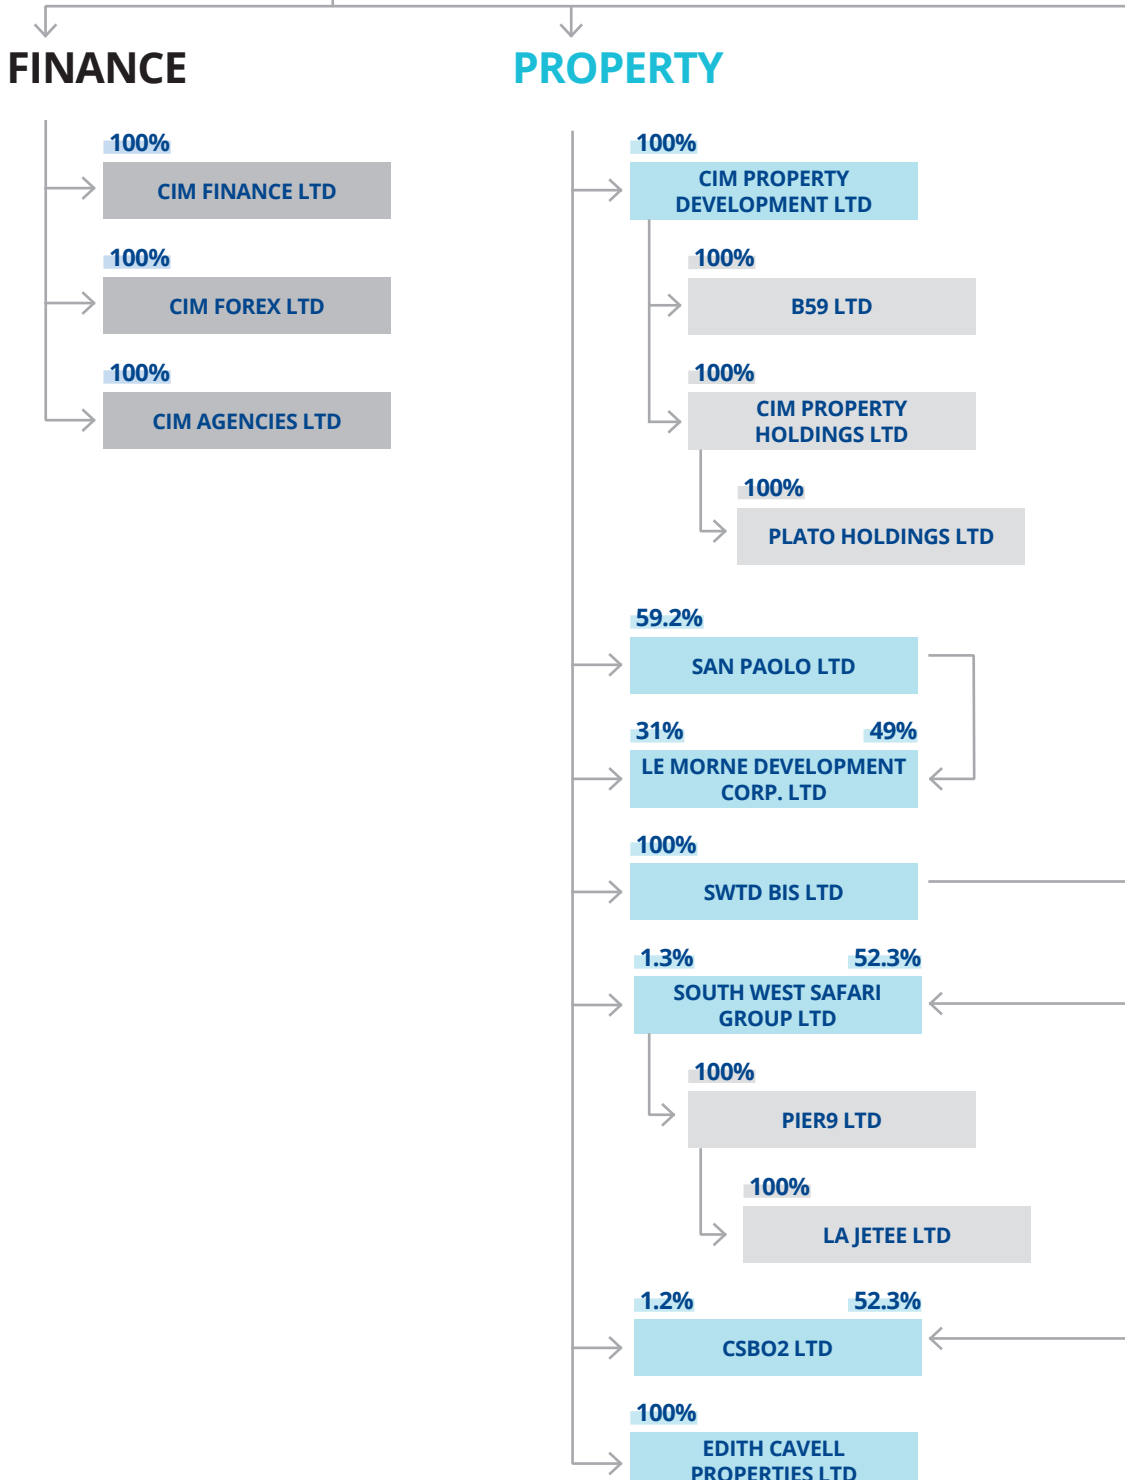 FINANCE
100%
CIM FINANCE LTD
100%
CIM FOREX LTD
100%
CIM AGENCIES LTD
PROPERTY
100%
CIM PROPERTY
DEVELOPMENT LTD
100%
B59 LTD
100%
CIM PROPERTY
HOLDINGS LTD
100%
PLATO HOLDINGS LTD
59.2%
SAN PAOLO LTD
31% 49%
LE MORNE DEVELOPMENT
CORP. LTD
100%
SWTD BIS LTD
1.3% 52.3%
SOUTH WEST SAFARI
GROUP LTD
100%
PIER9 LTD
100%
LA JETEE LTD
1.2% 52.3%
CSBO2 LTD
100%
EDITH CAVELL
PROPERTIES LTD